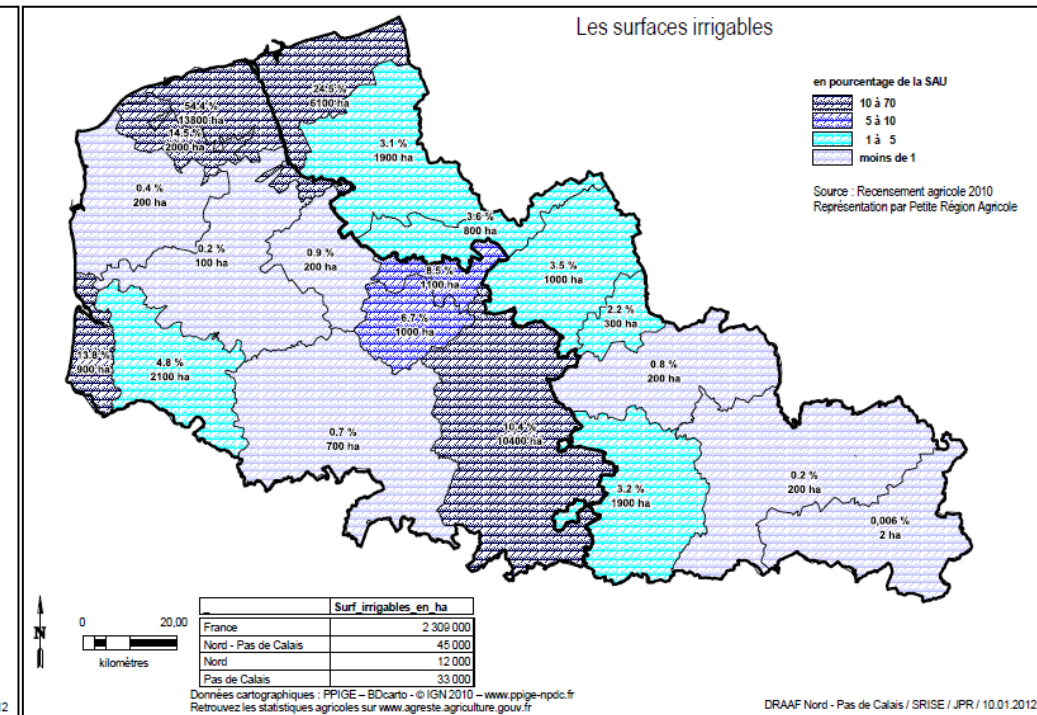 Les surfaces irrigables
en pourcentage de la SAU
10 à 70
5 à 10
1 à 5
moins de 1
Source : Recensement agricole 2010
Représentation par Petite Région Agricole
24.5 %
6100 ha
54.4 %
13800 ha
14.5 %
2000 ha
3.1 %
1900 ha
0.4 %
200 ha
3.6 %
800 ha
0.2 %
100 ha
0.9 %
200 ha
8.5 %
1100 ha
3.5 %
1000 ha
6.7 %
1000 ha
2.2 %
300 ha
13.8 %
900 ha
4.8 %
2100 ha
0.8 %
200 ha
0.7 %
700 ha
10.4 %
10400 ha
3.2 %
1900 ha
0.2 %
200 ha
0,006 %
2 ha
N
0 20,00
kilomètres
_ Surf_irrigables_en_ha
France 2 309 000
Nord - Pas de Calais 45 000
Nord 12 000
Pas de Calais 33 000
Données cartographiques : PPIGE – BDcarto - © IGN 2010 – www.ppige-npdc.fr
Retrouvez les statistiques agricoles sur www.agreste.agriculture.gouv.fr
DRAAF Nord - Pas de Calais / SRISE / JPR / 10.01.2012
12